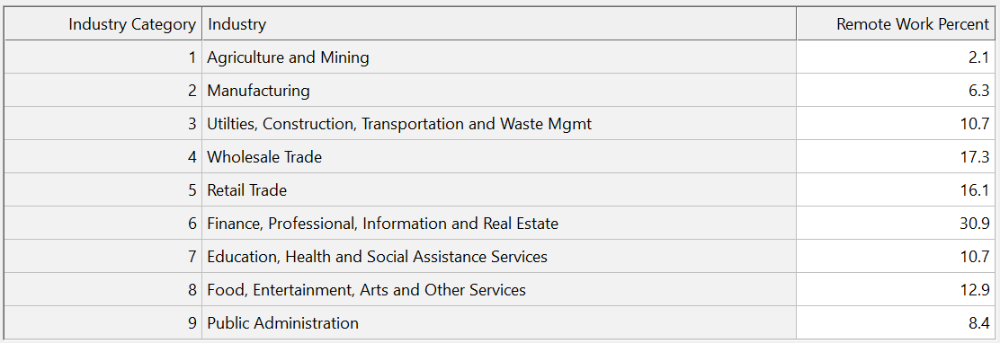 Industry Category Industry Remote Work Percent
1 Agriculture and Mining 2.1
2 Manufacturing 6.3
3 Utilties, Construction, Transportation and Waste Mgmt 10.7
4 Wholesale Trade 17.3
5 Retail Trade 16.1
6 Finance, Professional, Information and Real Estate 30.9
7 Education, Health and Social Assistance Services 10.7
8 Food, Entertainment, Arts and Other Services 12.9
9 Public Administration 8.4